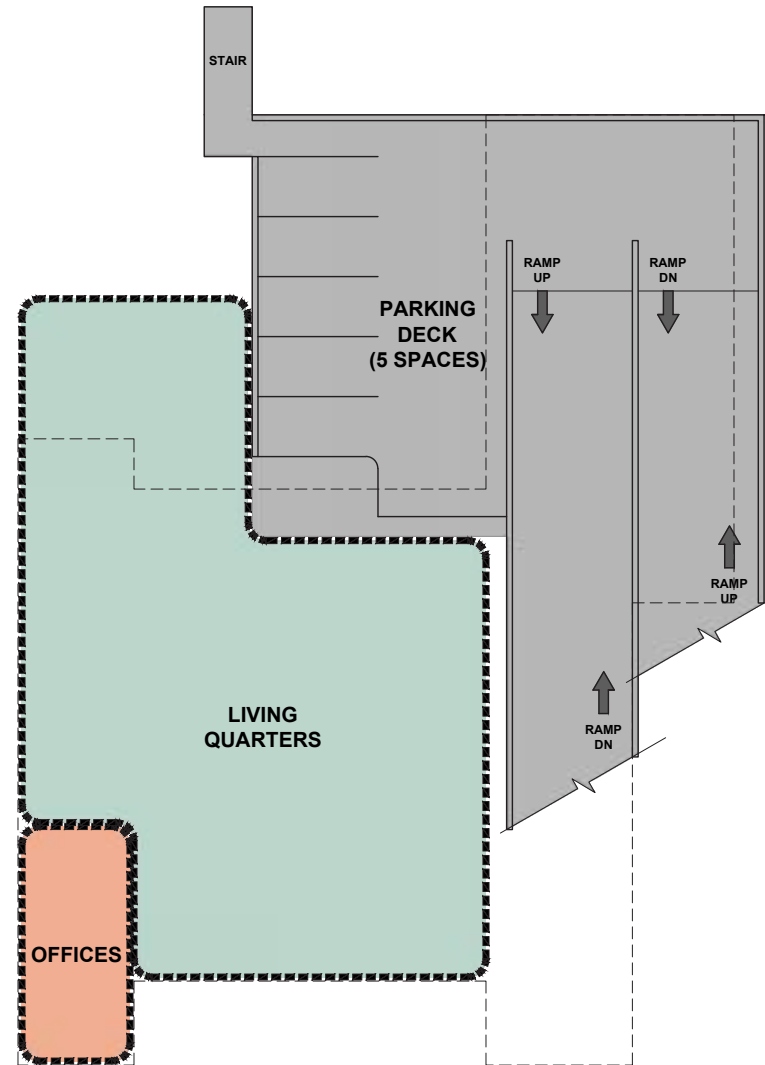 STAIR
RAMP
UP
RAMP
DN
PARKING
DECK
(5 SPACES)
RAMP
UP
LIVING
QUARTERS
RAMP
DN
OFFICES